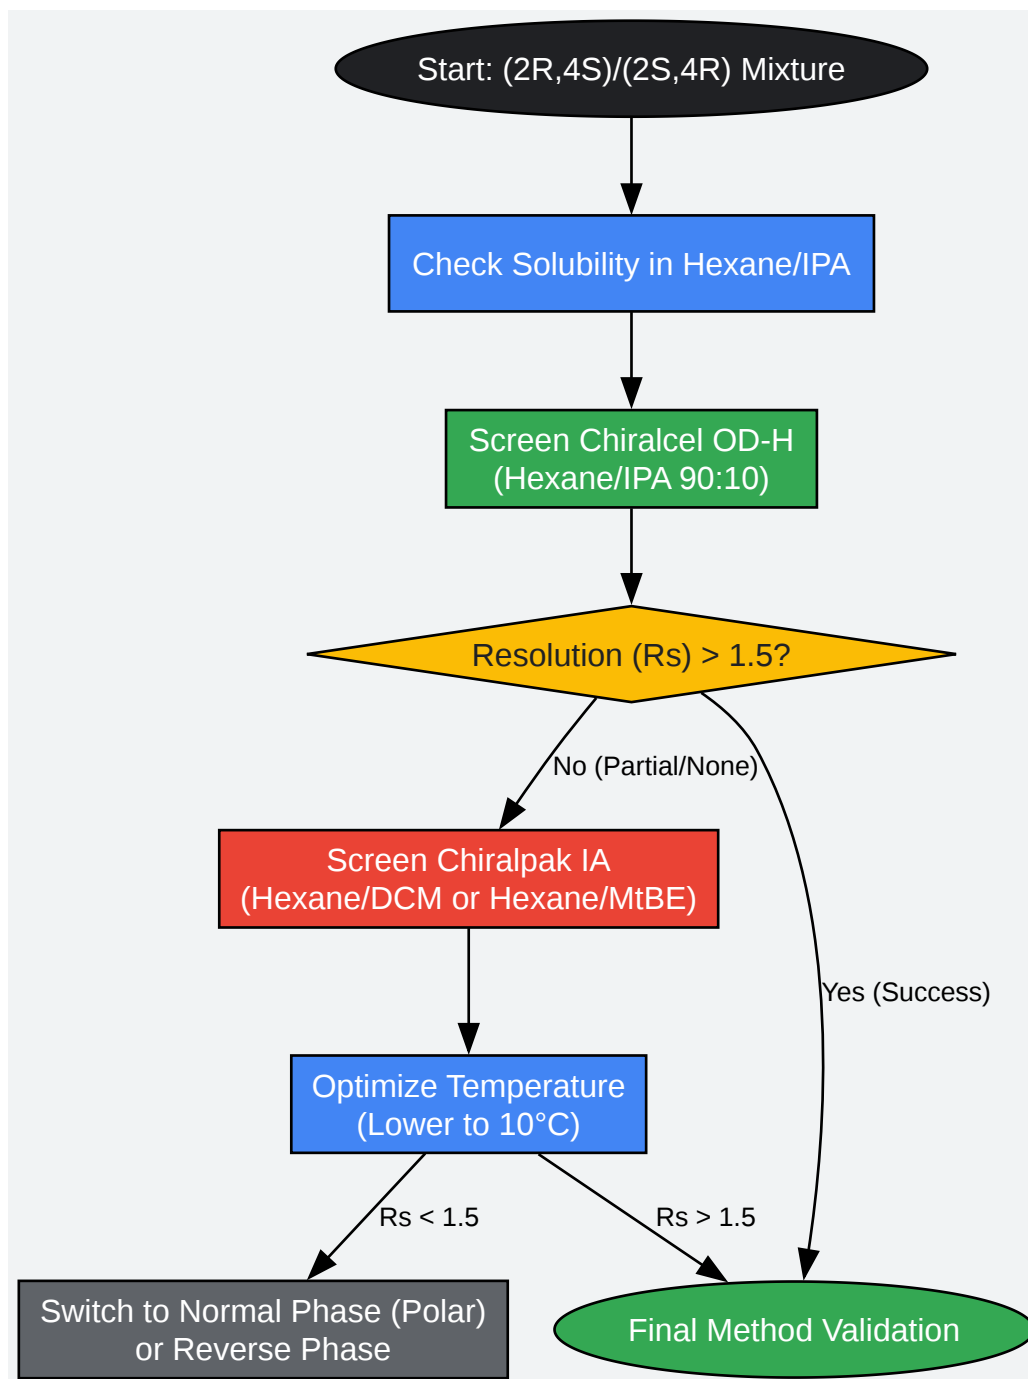 Start: (2R,4S)/(2S,4R) Mixture
Check Solubility in Hexane/IPA
Screen Chiralcel OD-H
(Hexane/IPA 90:10)
Resolution (Rs) > 1.5?
No (Partial/None)
Screen Chiralpak IA
(Hexane/DCM or Hexane/MtBE)
Yes (Success)
Optimize Temperature
(Lower to 10°C)
Rs < 1.5
Rs > 1.5
Switch to Normal Phase (Polar)
or Reverse Phase
Final Method Validation